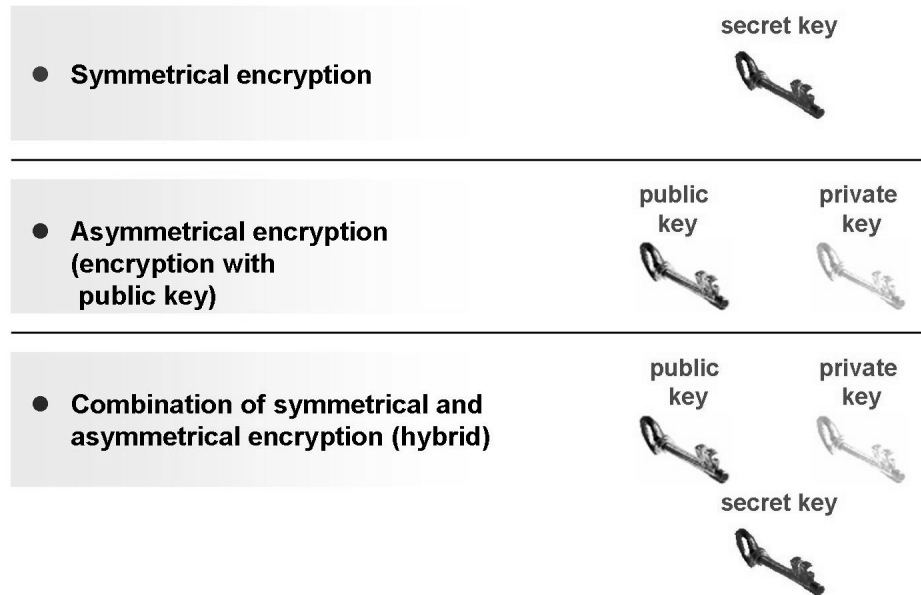 secret key
● Symmetrical encryption
public
key
private
key
● Asymmetrical encryption
(encryption with
public key)
public
key
private
key
● Combination of symmetrical and
asymmetrical encryption (hybrid)
secret key